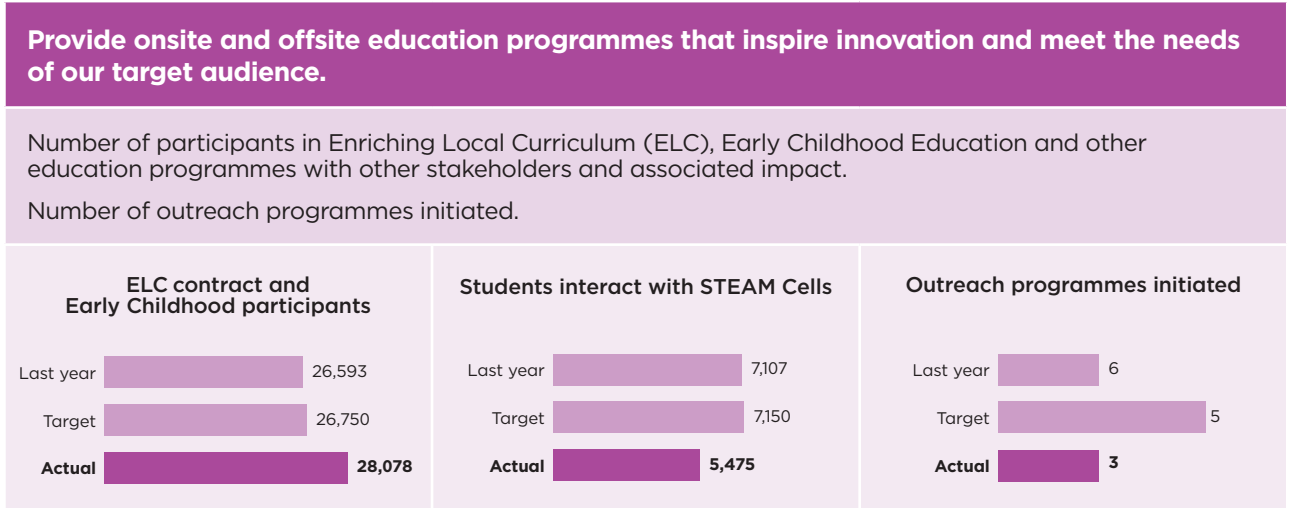 Provide onsite and offsite education programmes that inspire innovation and meet the needs
of our target audience.
Number of participants in Enriching Local Curriculum (ELC), Early Childhood Education and other
education programmes with other stakeholders and associated impact.
Number of outreach programmes initiated.
ELC contract and
Early Childhood participants
Last year 26,593
Target 26,750
Actual 28,078
Students interact with STEAM Cells
Last year 7,107
Target 7,150
Actual 5,475
Outreach programmes initiated
Last year 6
Target 5
Actual 3